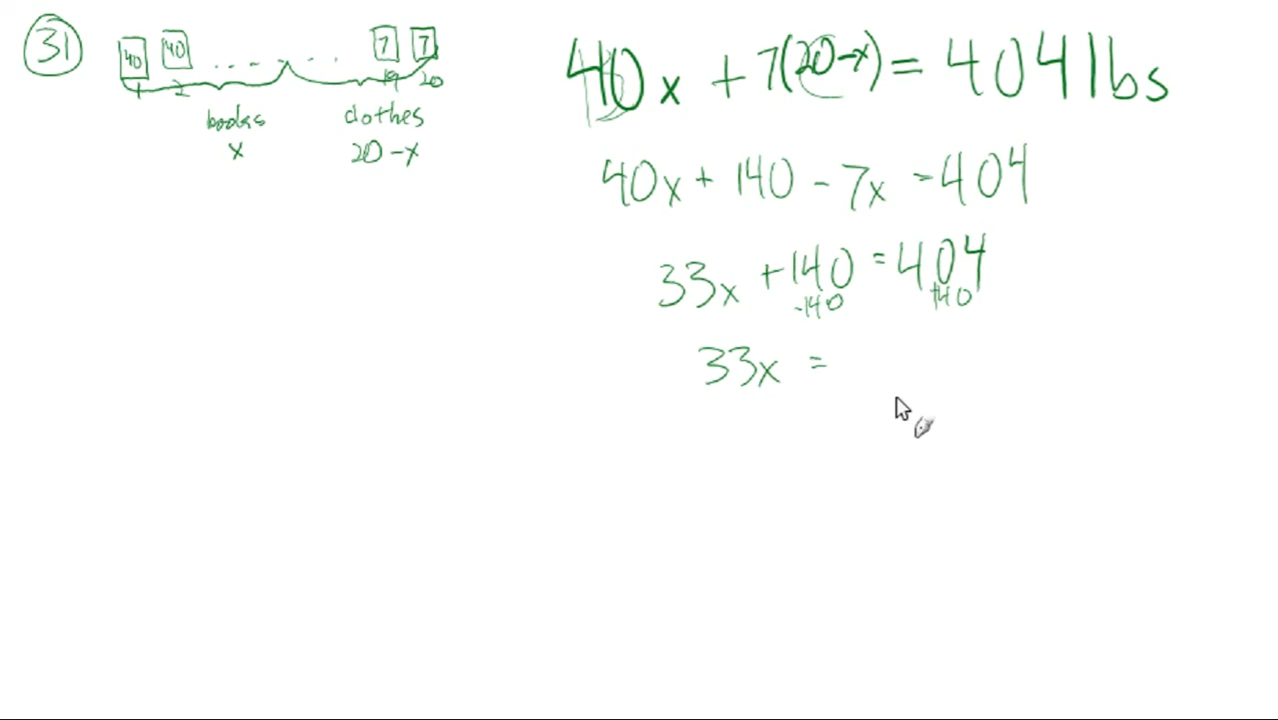 31
40 40 .... .. 7 7
1 2 19 20
books clothes
x 20-x
40x + 7(20-x) = 404 lbs
40x + 140 - 7x = 404
33x + 140 = 404
-140 -140
33x =